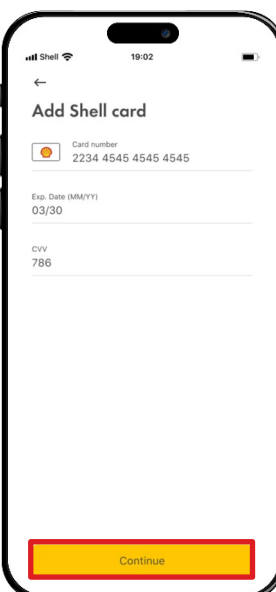 Shell 19:02
←
Add Shell card
Card number
2234 4545 4545 4545
Exp. Date (MM/YY)
03/30
CVV
786
Continue